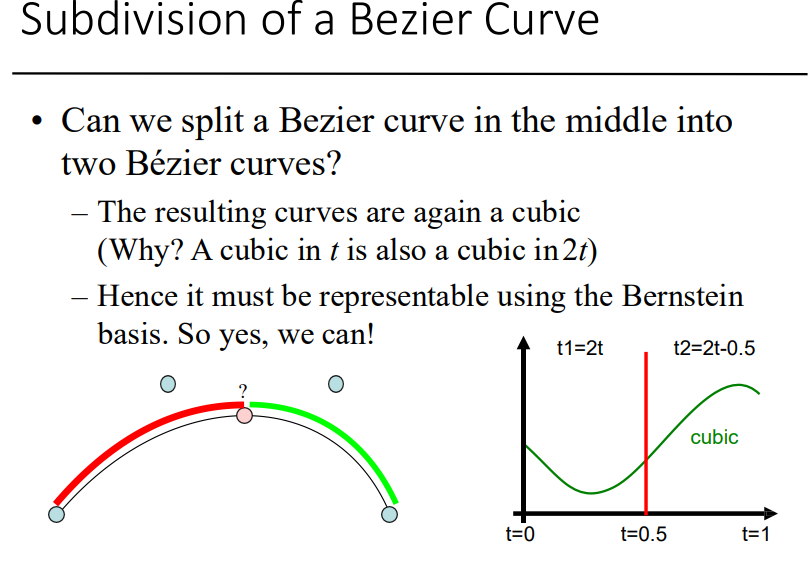 Subdivision of a Bezier Curve
• Can we split a Bezier curve in the middle into
two Bézier curves?
– The resulting curves are again a cubic
(Why? A cubic in t is also a cubic in 2t)
– Hence it must be representable using the Bernstein
basis. So yes, we can!
t1=2t
t2=2t-0.5
?
cubic
t=0
t=0.5
t=1